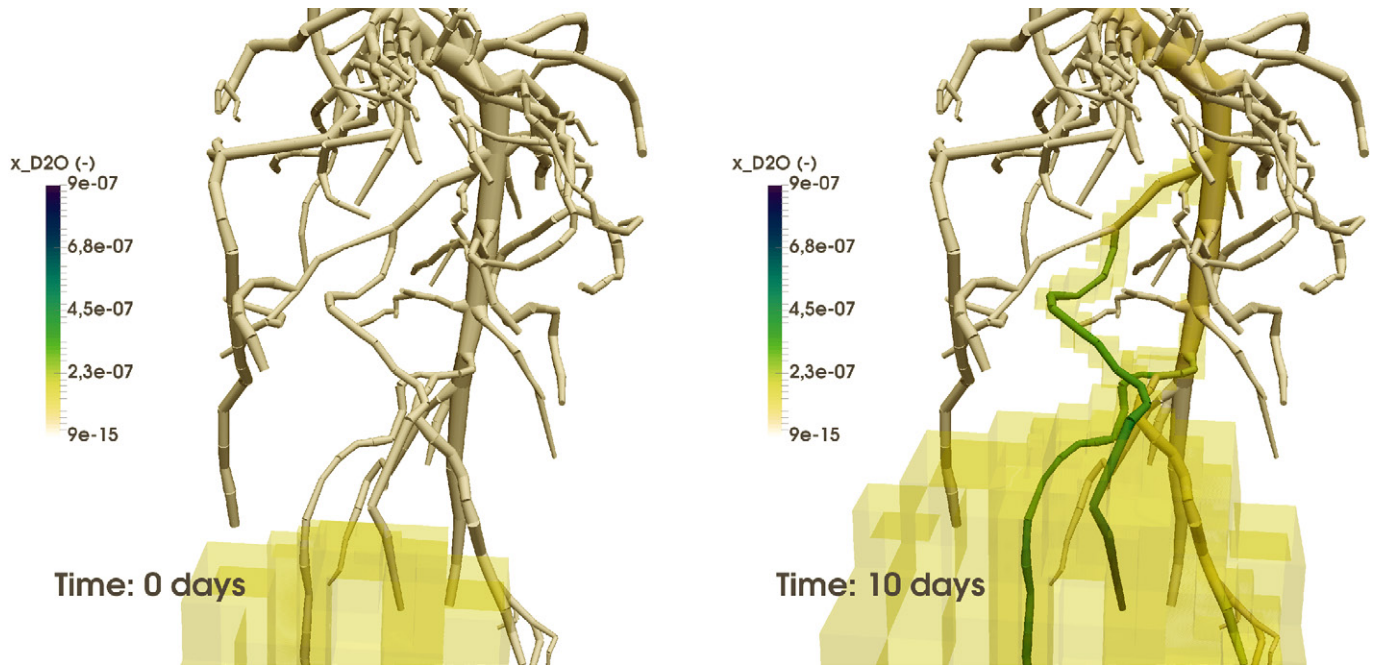 x_D2O (-)
9e-07
6,8e-07
4,5e-07
2,3e-07
9e-15
Time: 0 days
x_D2O (-)
9e-07
6,8e-07
4,5e-07
2,3e-07
9e-15
Time: 10 days